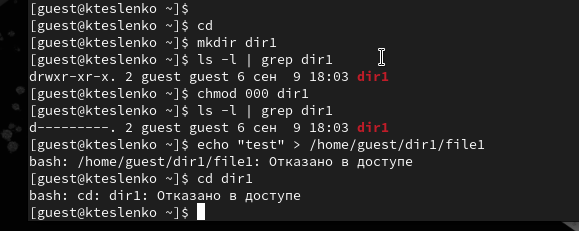 [guest@kteslenko ~]$
[guest@kteslenko ~]$ cd
[guest@kteslenko ~]$ mkdir dir1
[guest@kteslenko ~]$ ls -l | grep dir1
drwxr-xr-x. 2 guest guest 6 сен  9 18:03 dir1
[guest@kteslenko ~]$ chmod 000 dir1
[guest@kteslenko ~]$ ls -l | grep dir1
d---------. 2 guest guest 6 сен  9 18:03 dir1
[guest@kteslenko ~]$ echo "test" > /home/guest/dir1/file1
bash: /home/guest/dir1/file1: Отказано в доступе
[guest@kteslenko ~]$ cd dir1
bash: cd: dir1: Отказано в доступе
[guest@kteslenko ~]$